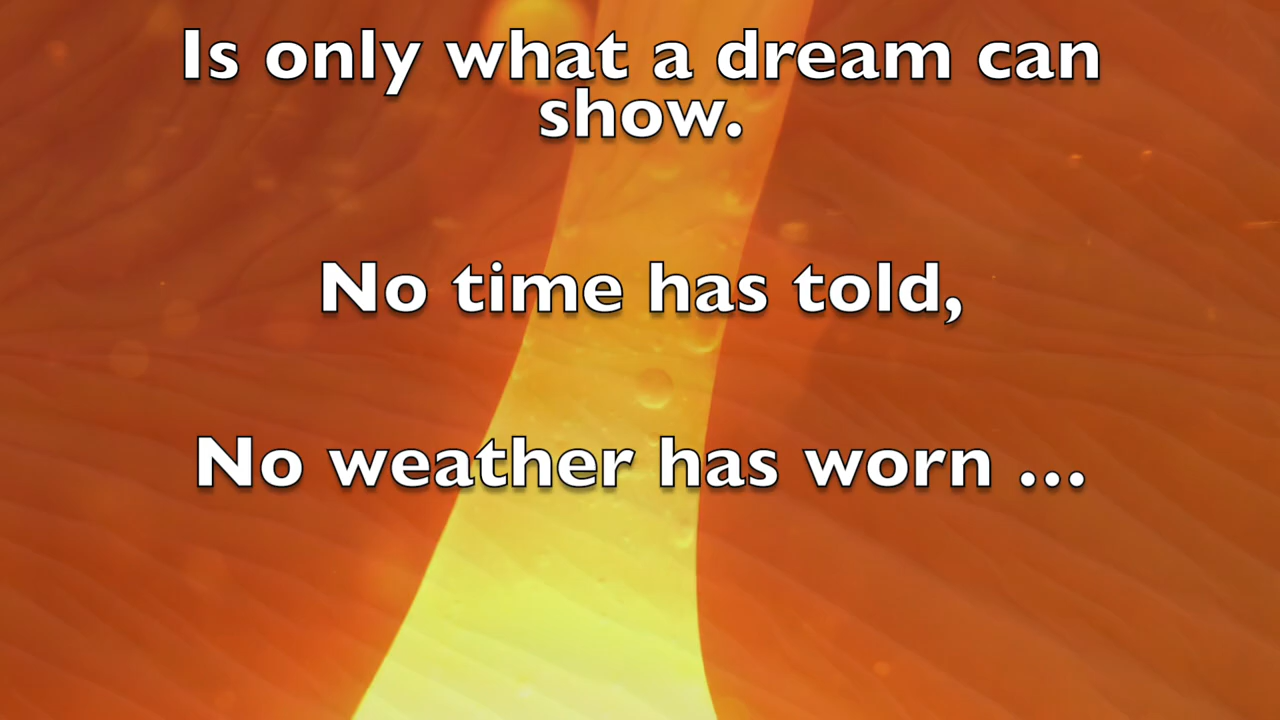 Is only what a dream can
show.
No time has told,
No weather has worn ...